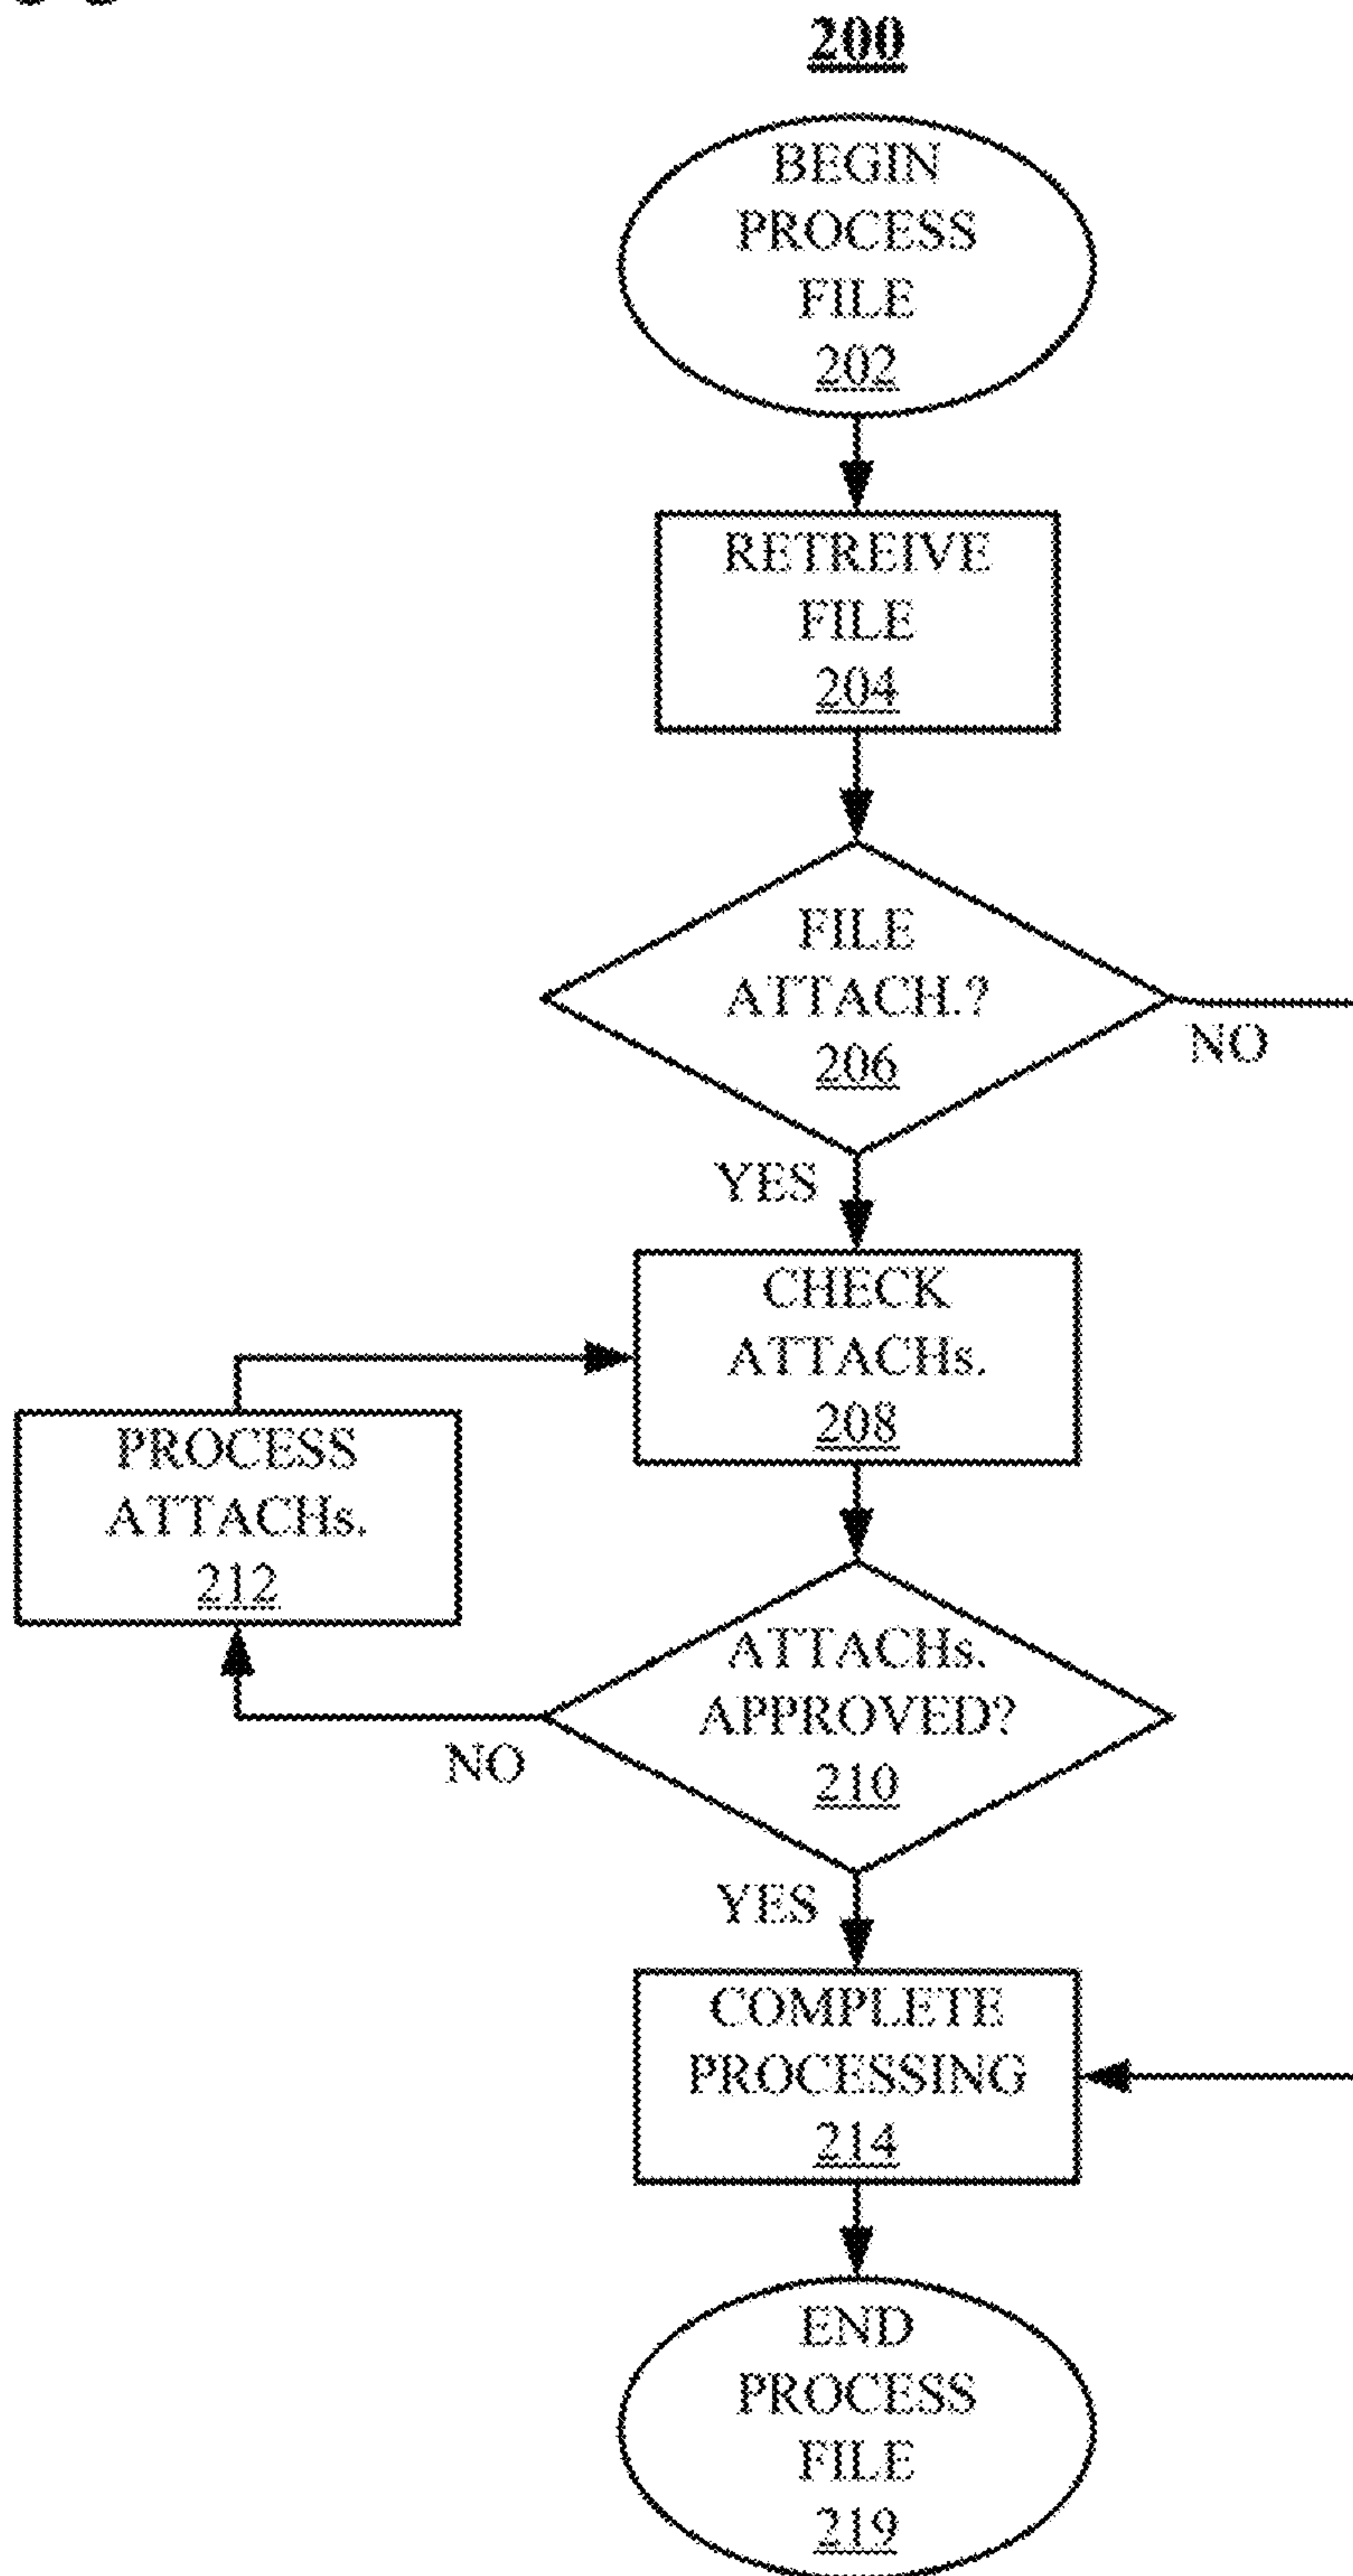 200
BEGIN
PROCESS
FILE
202
RETREIVE
FILE
204
FILE
ATTACH.?
206
NO
YES
CHECK
ATTACHs.
208
PROCESS
ATTACHs.
212
ATTACHs.
APPROVED?
210
NO
YES
COMPLETE
PROCESSING
214
END
PROCESS
FILE
219